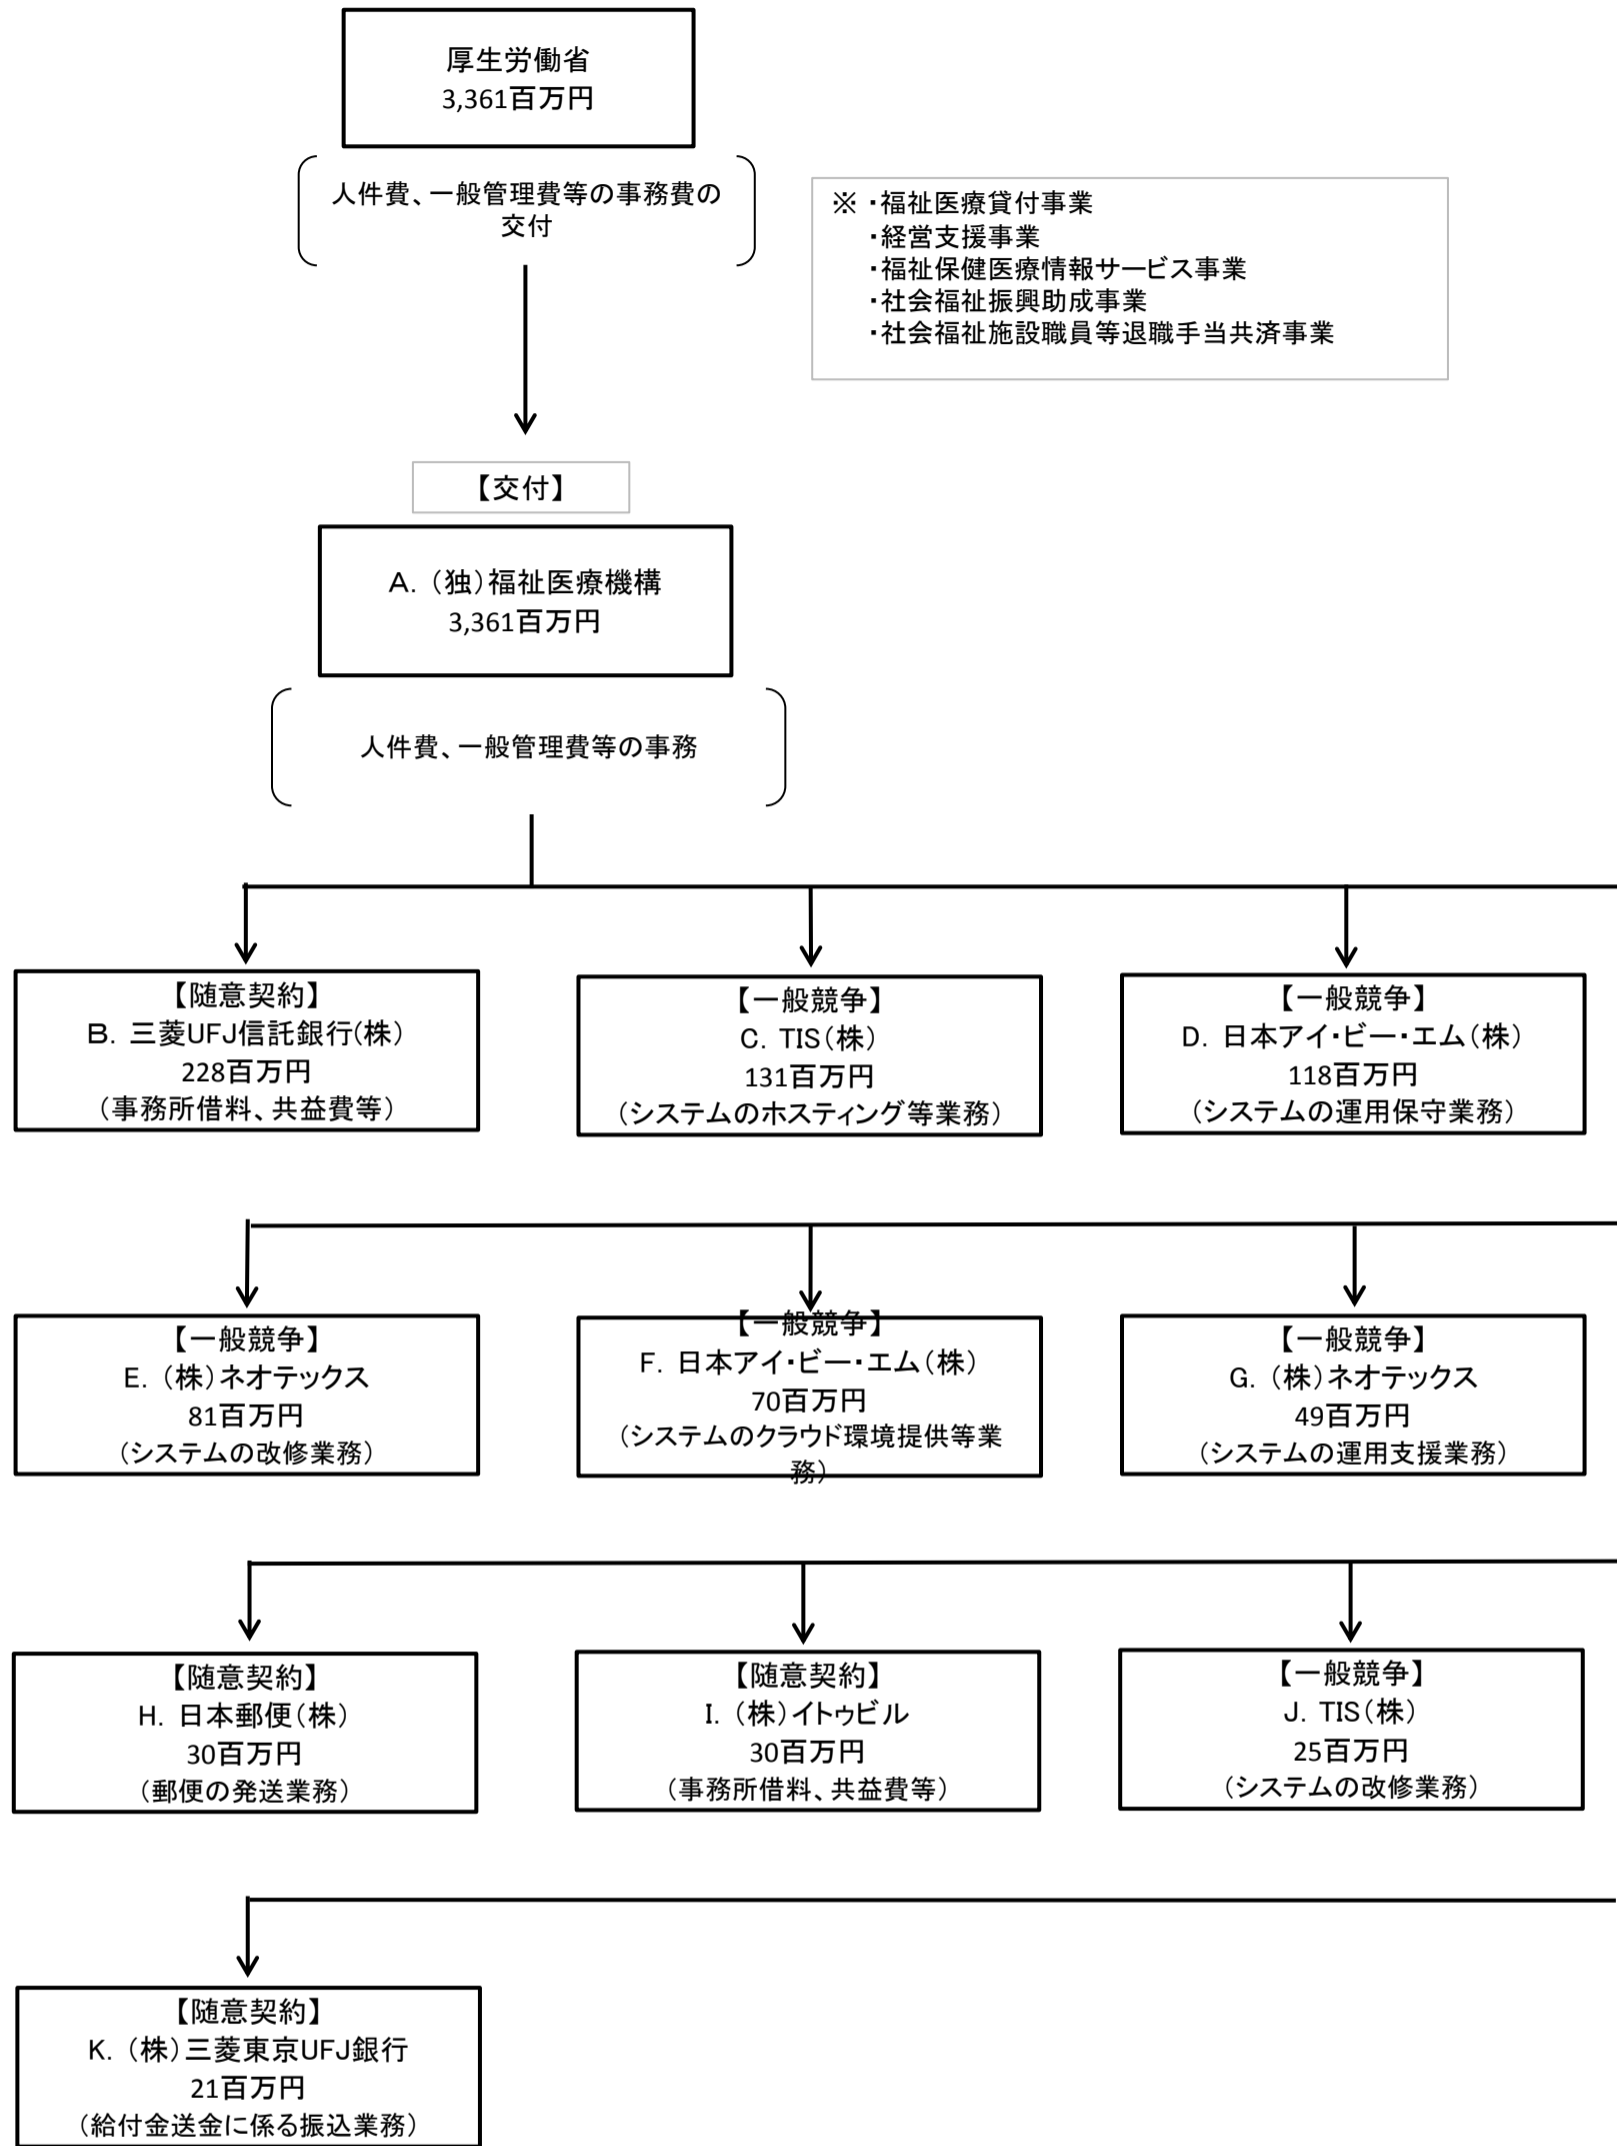 厚生労働省
3,361百万円
人件費、一般管理費等の事務費の
交付
※ ・福祉医療貸付事業
・経営支援事業
・福祉保健医療情報サービス事業
・社会福祉振興助成事業
・社会福祉施設職員等退職手当共済事業
【交付】
A. （独）福祉医療機構
3,361百万円
人件費、一般管理費等の事務
【随意契約】
B. 三菱UFJ信託銀行(株）
228百万円
（事務所借料、共益費等）
【一般競争】
C. TIS（株）
131百万円
（システムのホスティング等業務）
【一般競争】
D. 日本アイ・ビー・エム（株）
118百万円
（システムの運用保守業務）
【一般競争】
E. （株）ネオテックス
81百万円
（システムの改修業務）
【一般競争】
F. 日本アイ・ビー・エム（株）
70百万円
（システムのクラウド環境提供等業
務）
【一般競争】
G. （株）ネオテックス
49百万円
（システムの運用支援業務）
【随意契約】
H. 日本郵便（株）
30百万円
（郵便の発送業務）
【随意契約】
I. （株）イトゥビル
30百万円
（事務所借料、共益費等）
【一般競争】
J. TIS（株）
25百万円
（システムの改修業務）
【随意契約】
K. （株）三菱東京UFJ銀行
21百万円
（給付金送金に係る振込業務）